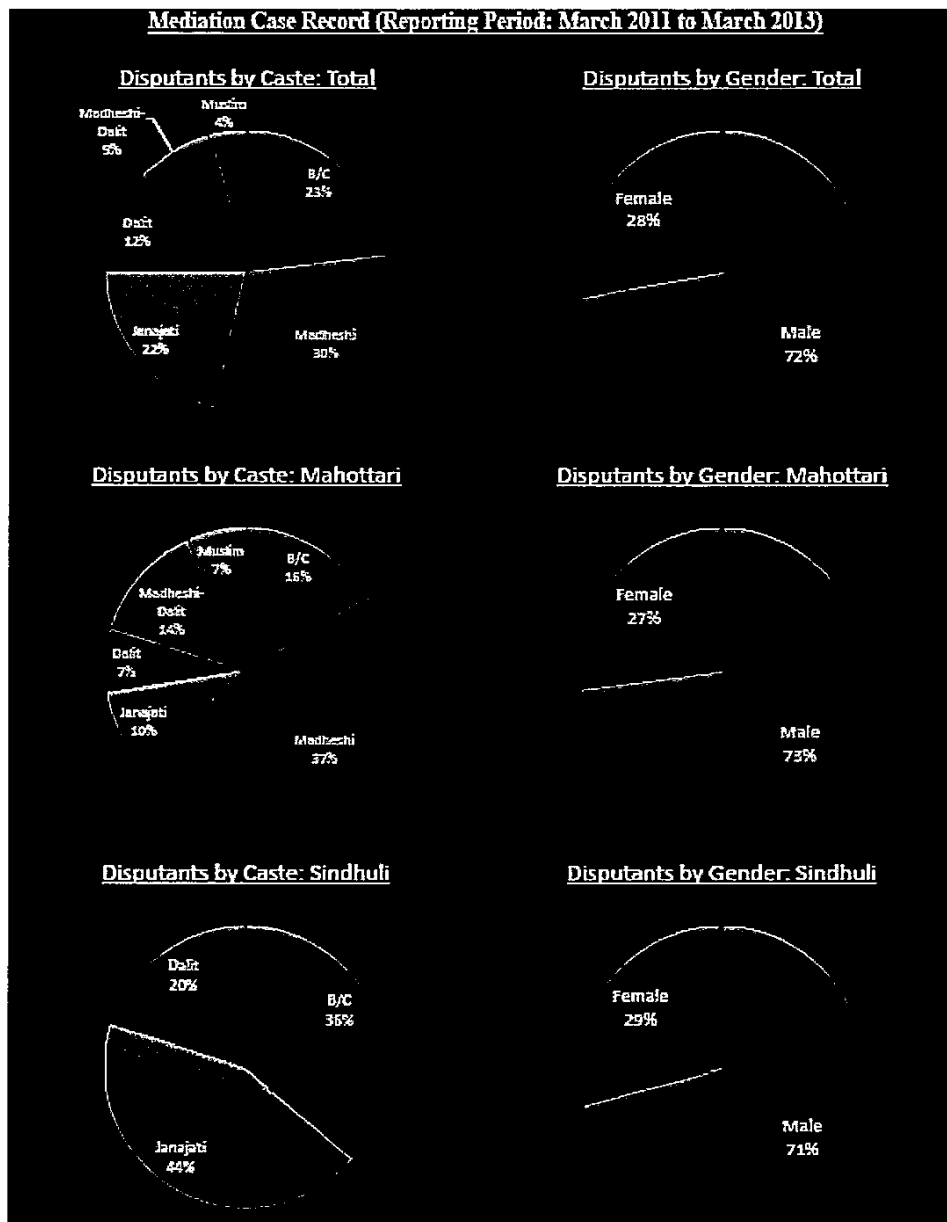 Mediation Case Record (Reporting Period: March 2011 to March 2013)
Disputants by Caste: Total
Muslim
4%
Madheshi-
Dalit
9%
B/C
23%
Dalit
12%
Janajati
22%
Madheshi
30%
Disputants by Gender: Total
Female
28%
Male
72%
Disputants by Caste: Mahottari
Muslim
7%
B/C
16%
Madheshi-
Dalit
14%
Dalit
7%
Janajati
10%
Madheshi
37%
Disputants by Gender: Mahottari
Female
27%
Male
73%
Disputants by Caste: Sindhuli
Dalit
20%
B/C
36%
Janajati
44%
Disputants by Gender: Sindhuli
Female
29%
Male
71%